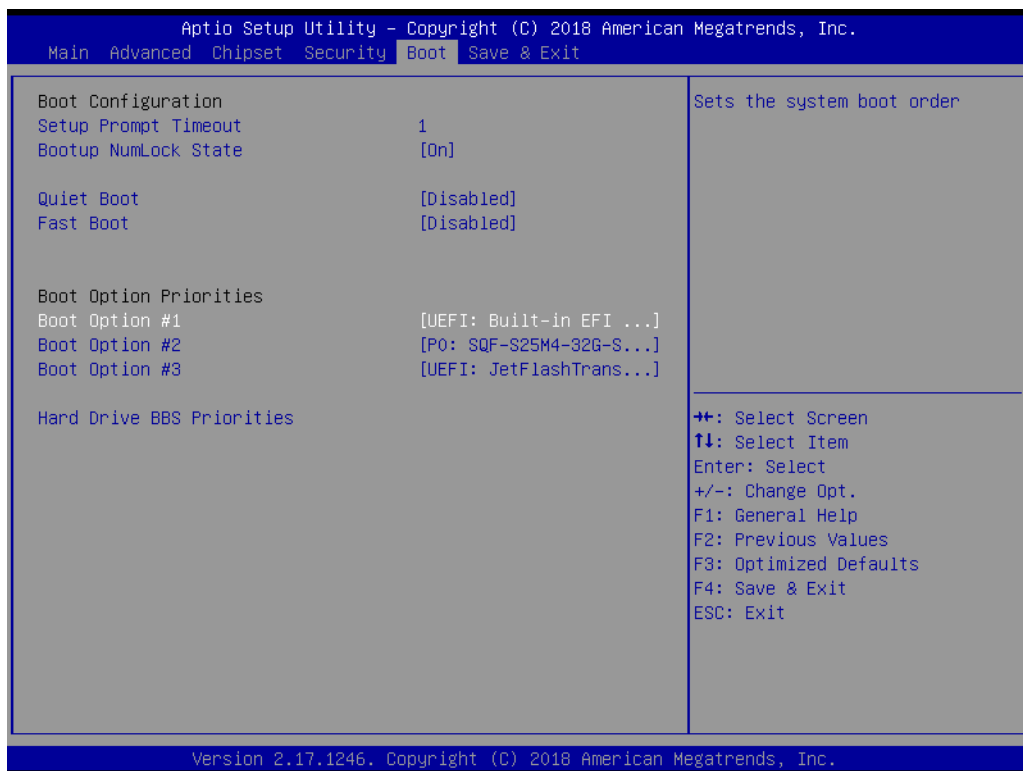 Aptio Setup Utility – Copyright (C) 2018 American Megatrends, Inc.
Main Advanced Chipset Security Boot Save & Exit
Boot Configuration
Setup Prompt Timeout 1
Bootup NumLock State [On]
Quiet Boot [Disabled]
Fast Boot [Disabled]
Boot Option Priorities
Boot Option #1 [UEFI: Built-in EFI ...]
Boot Option #2 [P0: SQF-S25M4-32G-S...]
Boot Option #3 [UEFI: JetFlashTrans...]
Hard Drive BBS Priorities
Sets the system boot order
→←: Select Screen
↑↓: Select Item
Enter: Select
+/-: Change Opt.
F1: General Help
F2: Previous Values
F3: Optimized Defaults
F4: Save & Exit
ESC: Exit
Version 2.17.1246. Copyright (C) 2018 American Megatrends, Inc.